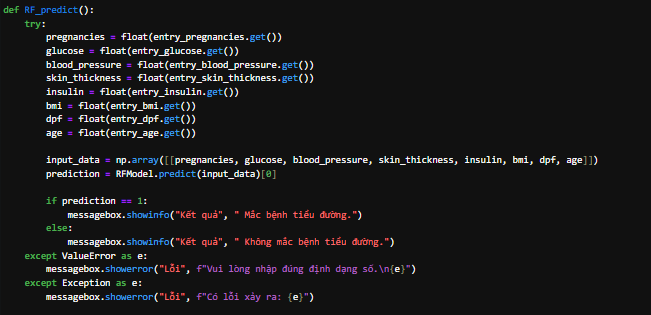 def RF_predict():
    try:
        pregnancies = float(entry_pregnancies.get())
        glucose = float(entry_glucose.get())
        blood_pressure = float(entry_blood_pressure.get())
        skin_thickness = float(entry_skin_thickness.get())
        insulin = float(entry_insulin.get())
        bmi = float(entry_bmi.get())
        dpf = float(entry_dpf.get())
        age = float(entry_age.get())

        input_data = np.array([[pregnancies, glucose, blood_pressure, skin_thickness, insulin, bmi, dpf, age]])
        prediction = RFModel.predict(input_data)[0]

        if prediction == 1:
            messagebox.showinfo("Kết quả", " Mắc bệnh tiểu đường.")
        else:
            messagebox.showinfo("Kết quả", " Không mắc bệnh tiểu đường.")
    except ValueError as e:
        messagebox.showerror("Lỗi", f"Vui lòng nhập đúng định dạng số.\n{e}")
    except Exception as e:
        messagebox.showerror("Lỗi", f"Có lỗi xảy ra: {e}")